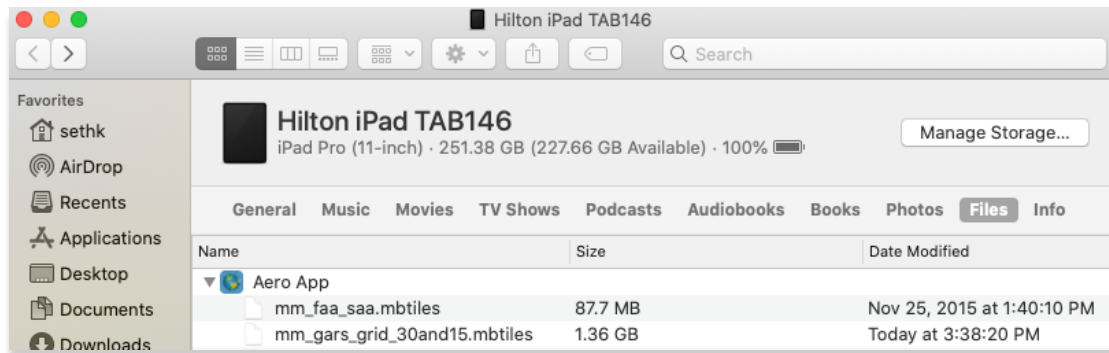 Hilton iPad TAB146
Search
Favorites
sethk
AirDrop
Recents
Applications
Desktop
Documents
Downloads
Hilton iPad TAB146
iPad Pro (11-inch) · 251.38 GB (227.66 GB Available) · 100%
Manage Storage...
General Music Movies TV Shows Podcasts Audiobooks Books Photos Files Info
Name Size Date Modified
Aero App
mm_faa_saa.mbtiles 87.7 MB Nov 25, 2015 at 1:40:10 PM
mm_gars_grid_30and15.mbtiles 1.36 GB Today at 3:38:20 PM